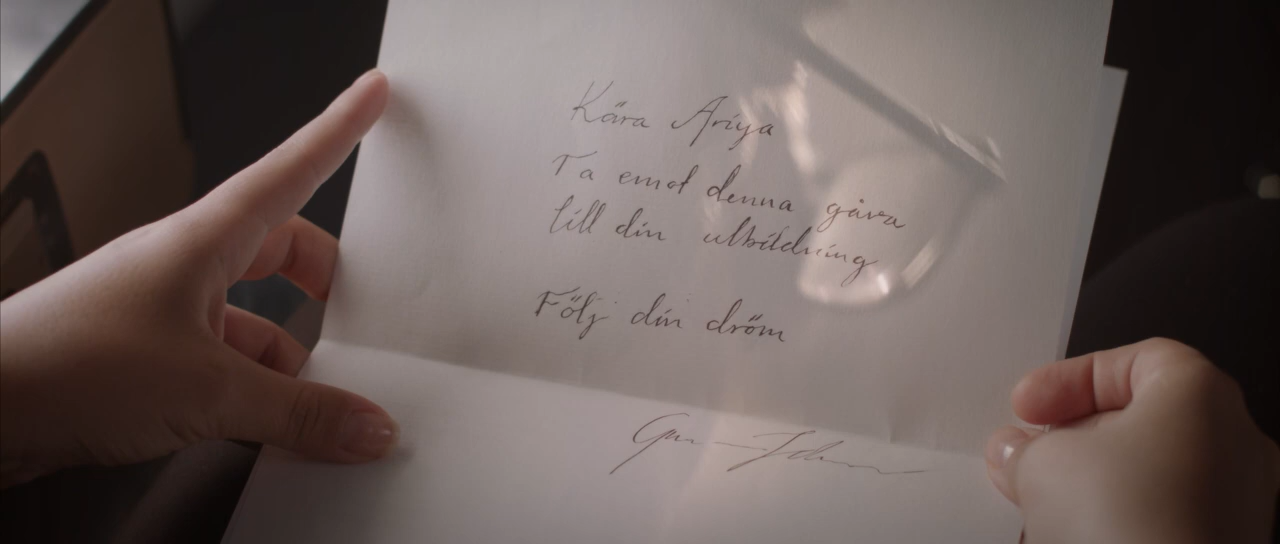 Kära Ariya
Ta emot denna gåva
till din utbildning
Följ din dröm